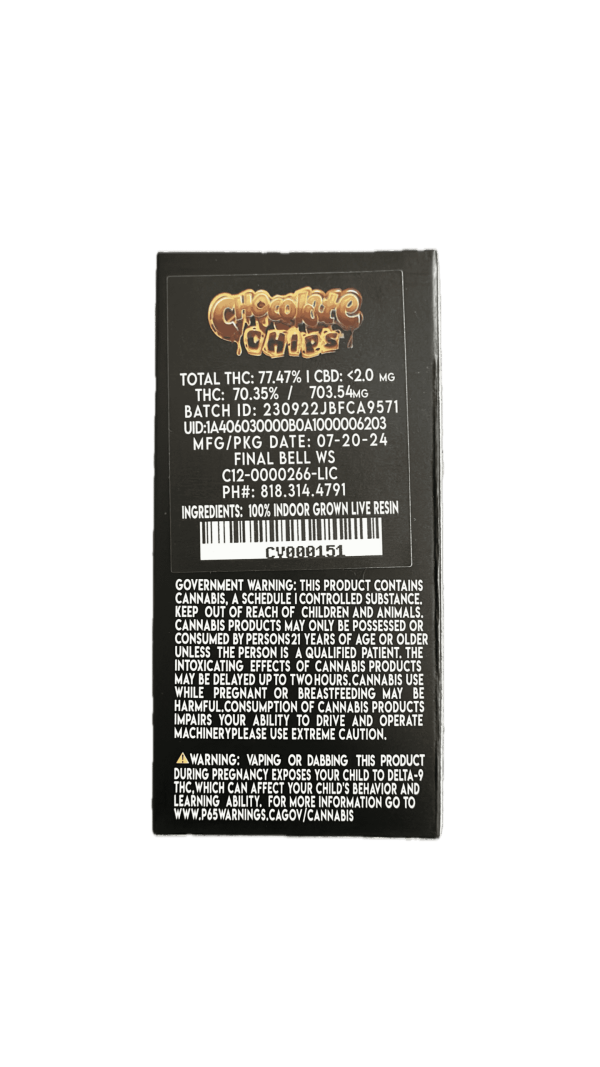 CHOCOLATE
CHIPS
TOTAL THC: 77.47% | CBD: <2.0 MG
THC: 70.35% / 703.54MG
BATCH ID: 230922JBFCA9571
UID:1A406030000B0A1000006203
MFG/PKG DATE: 07-20-24
FINAL BELL WS
C12-0000266-LIC
PH#: 818.314.4791
INGREDIENTS: 100% INDOOR GROWN LIVE RESIN
CY000151
GOVERNMENT WARNING: THIS PRODUCT CONTAINS
CANNABIS, A SCHEDULE I CONTROLLED SUBSTANCE.
KEEP OUT OF REACH OF CHILDREN AND ANIMALS.
CANNABIS PRODUCTS MAY ONLY BE POSSESSED OR
CONSUMED BY PERSONS 21 YEARS OF AGE OR OLDER
UNLESS THE PERSON IS A QUALIFIED PATIENT. THE
INTOXICATING EFFECTS OF CANNABIS PRODUCTS
MAY BE DELAYED UP TO TWO HOURS. CANNABIS USE
WHILE PREGNANT OR BREASTFEEDING MAY BE
HARMFUL.CONSUMPTION OF CANNABIS PRODUCTS
IMPAIRS YOUR ABILITY TO DRIVE AND OPERATE
MACHINERYPLEASE USE EXTREME CAUTION.
⚠WARNING: VAPING OR DABBING THIS PRODUCT
DURING PREGNANCY EXPOSES YOUR CHILD TO DELTA-9
THC,WHICH CAN AFFECT YOUR CHILD'S BEHAVIOR AND
LEARNING ABILITY. FOR MORE INFORMATION GO TO
WWW.P65WARNINGS.CAGOV/CANNABIS